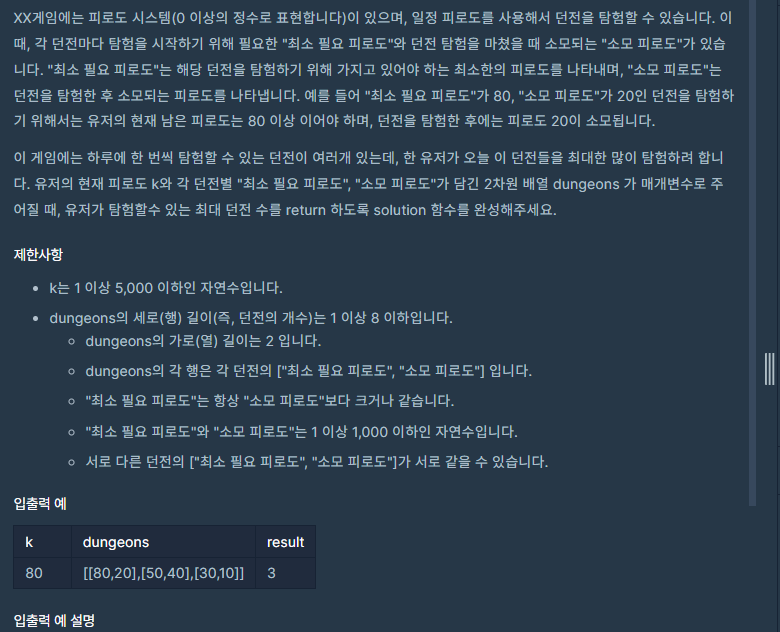 XX게임에는 피로도 시스템(0 이상의 정수로 표현합니다)이 있으며, 일정 피로도를 사용해서 던전을 탐험할 수 있습니다. 이
때, 각 던전마다 탐험을 시작하기 위해 필요한 "최소 필요 피로도"와 던전 탐험을 마쳤을 때 소모되는 "소모 피로도"가 있습
니다. "최소 필요 피로도"는 해당 던전을 탐험하기 위해 가지고 있어야 하는 최소한의 피로도를 나타내며, "소모 피로도"는
던전을 탐험한 후 소모되는 피로도를 나타냅니다. 예를 들어 "최소 필요 피로도"가 80, "소모 피로도"가 20인 던전을 탐험하
기 위해서는 유저의 현재 남은 피로도는 80 이상 이어야 하며, 던전을 탐험한 후에는 피로도 20이 소모됩니다.
이 게임에는 하루에 한 번씩 탐험할 수 있는 던전이 여러개 있는데, 한 유저가 오늘 이 던전들을 최대한 많이 탐험하려 합니
다. 유저의 현재 피로도 k와 각 던전별 "최소 필요 피로도", "소모 피로도"가 담긴 2차원 배열 dungeons 가 매개변수로 주
어질 때, 유저가 탐험할수 있는 최대 던전 수를 return 하도록 solution 함수를 완성해주세요.
제한사항
• k는 1 이상 5,000 이하인 자연수입니다.
• dungeons의 세로(행) 길이(즉, 던전의 개수)는 1 이상 8 이하입니다.
◦ dungeons의 가로(열) 길이는 2 입니다.
◦ dungeons의 각 행은 각 던전의 ["최소 필요 피로도", "소모 피로도"] 입니다.
◦ "최소 필요 피로도"는 항상 "소모 피로도"보다 크거나 같습니다.
◦ "최소 필요 피로도"와 "소모 피로도"는 1 이상 1,000 이하인 자연수입니다.
◦ 서로 다른 던전의 ["최소 필요 피로도", "소모 피로도"]가 서로 같을 수 있습니다.
입출력 예
k dungeons result
80 [[80,20],[50,40],[30,10]] 3
입출력 예 설명